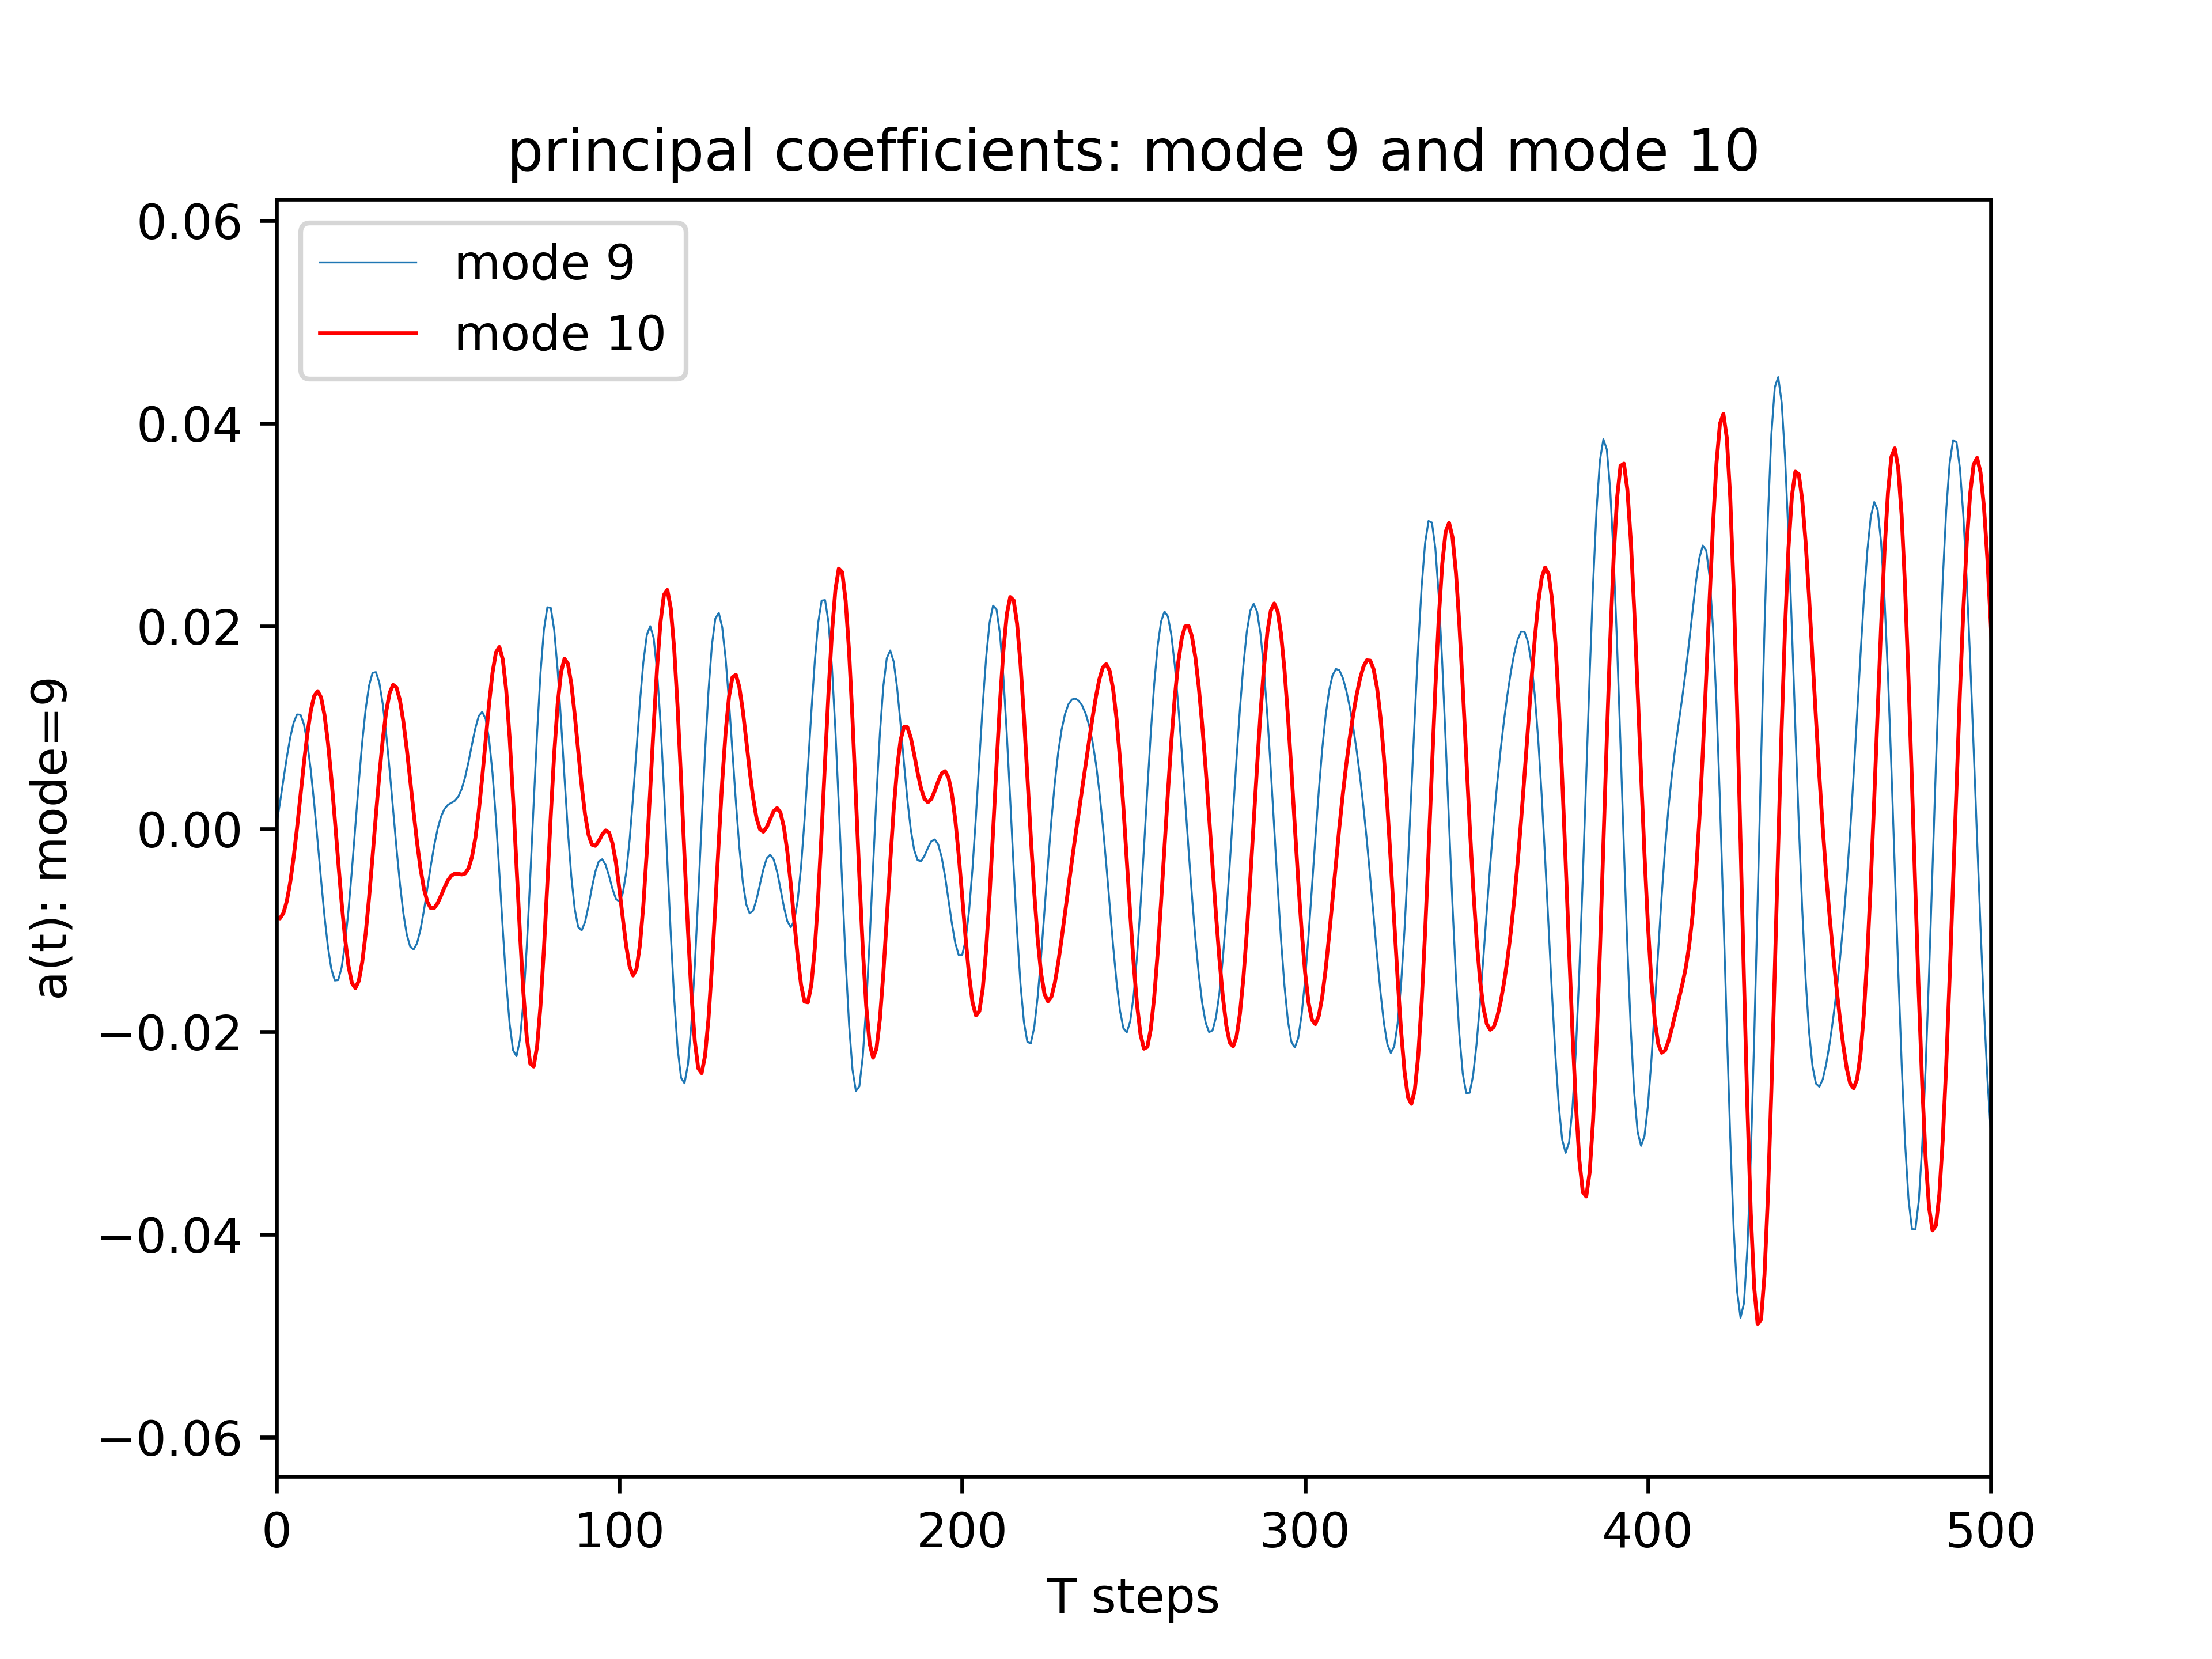 principal coefficients: mode 9 and mode 10
mode 9
mode 10
a(t): mode=9
0.06
0.04
0.02
0.00
−0.02
−0.04
−0.06
0 100 200 300 400 500
T steps